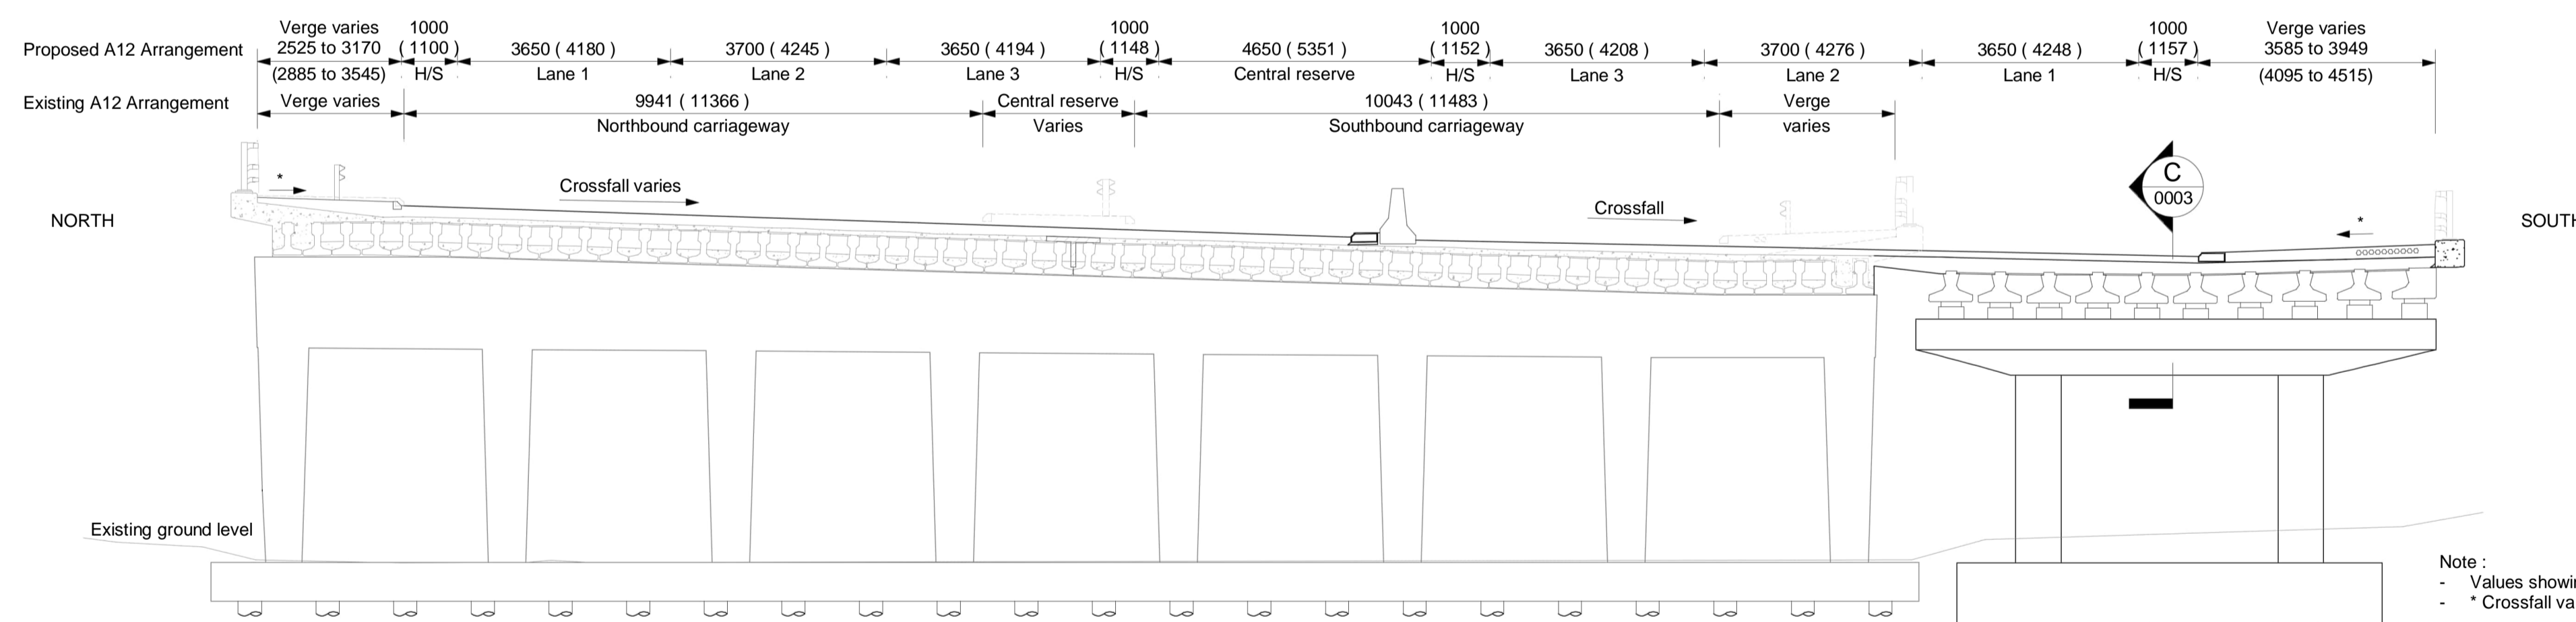 Proposed A12 Arrangement
Verge varies
2525 to 3170
(2885 to 3545)
1000
( 1100 )
H/S
3650 ( 4180 )
Lane 1
3700 ( 4245 )
Lane 2
3650 ( 4194 )
Lane 3
1000
( 1148 )
H/S
4650 ( 5351 )
Central reserve
1000
( 1152 )
H/S
3650 ( 4208 )
Lane 3
3700 ( 4276 )
Lane 2
3650 ( 4248 )
Lane 1
1000
( 1157 )
H/S
Verge varies
3585 to 3949
(4095 to 4515)
Existing A12 Arrangement
Verge varies
9941 ( 11366 )
Northbound carriageway
Central reserve
Varies
10043 ( 11483 )
Southbound carriageway
Verge
varies
*
Crossfall varies
Crossfall
C
0003
*
NORTH
SOUTH
Existing ground level
Note :
- Values showin
- * Crossfall va